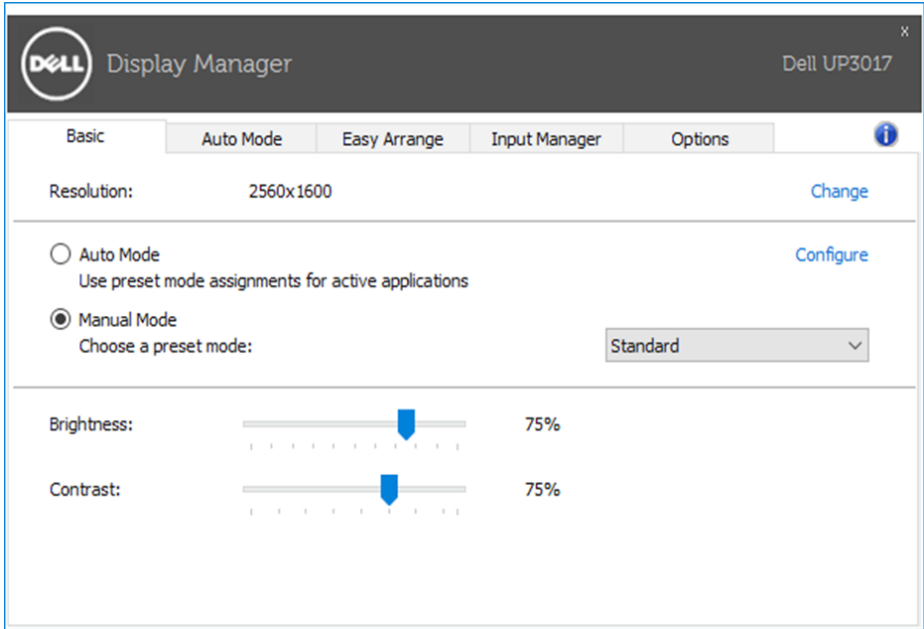 DELL Display Manager Dell UP3017 x
Basic Auto Mode Easy Arrange Input Manager Options i
Resolution: 2560x1600 Change
Auto Mode Configure
Use preset mode assignments for active applications
Manual Mode
Choose a preset mode: Standard
Brightness: 75%
Contrast: 75%